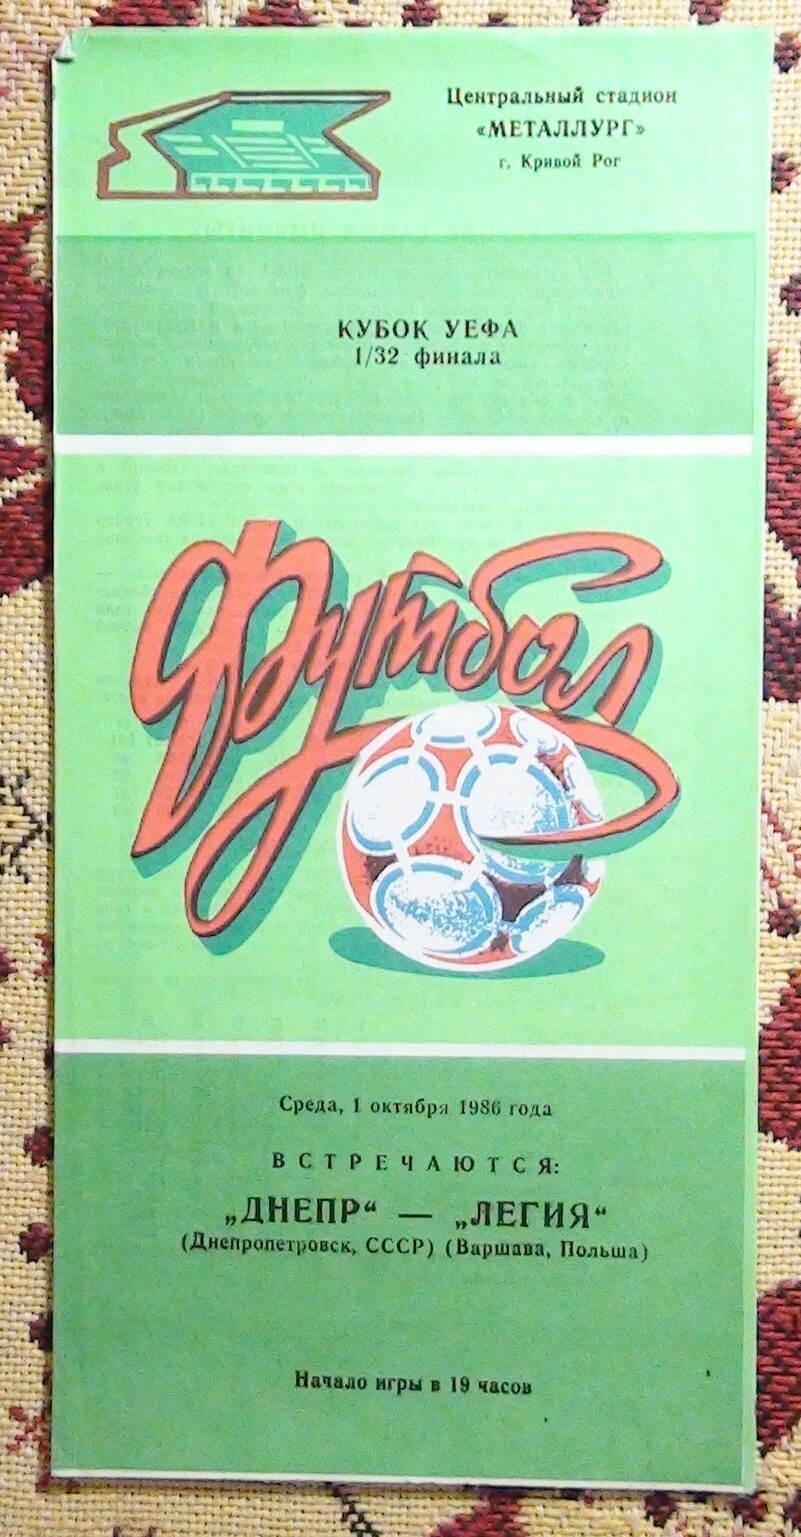 Центральный стадион
«МЕТАЛЛУРГ»
г. Кривой Рог
КУБОК УЕФА
1/32 финала
Футбол
Среда, 1 октября 1986 года
ВСТРЕЧАЮТСЯ:
„ДНЕПР“ — „ЛЕГИЯ“
(Днепропетровск, СССР) (Варшава, Польша)
Начало игры в 19 часов